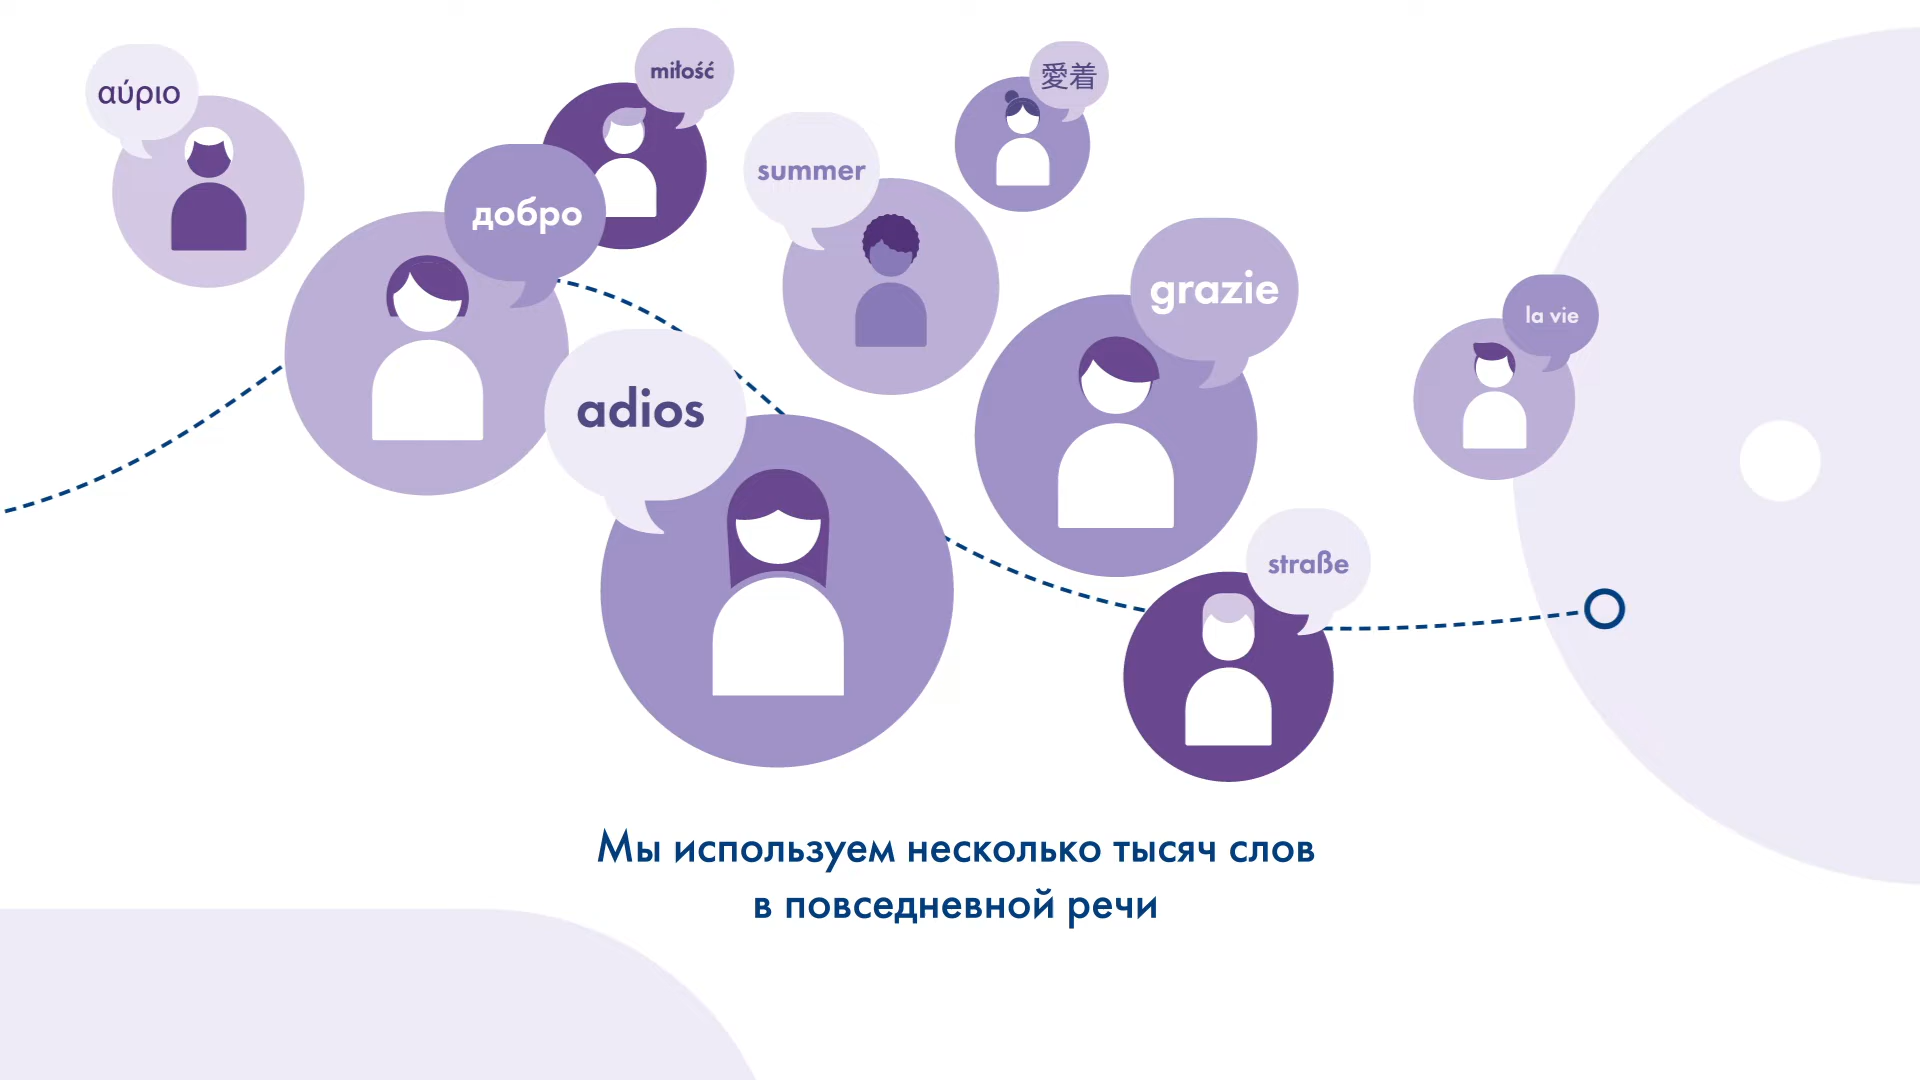 αύριο
miłość
愛着
summer
добро
grazie
la vie
adios
straße
Мы используем несколько тысяч слов
в повседневной речи